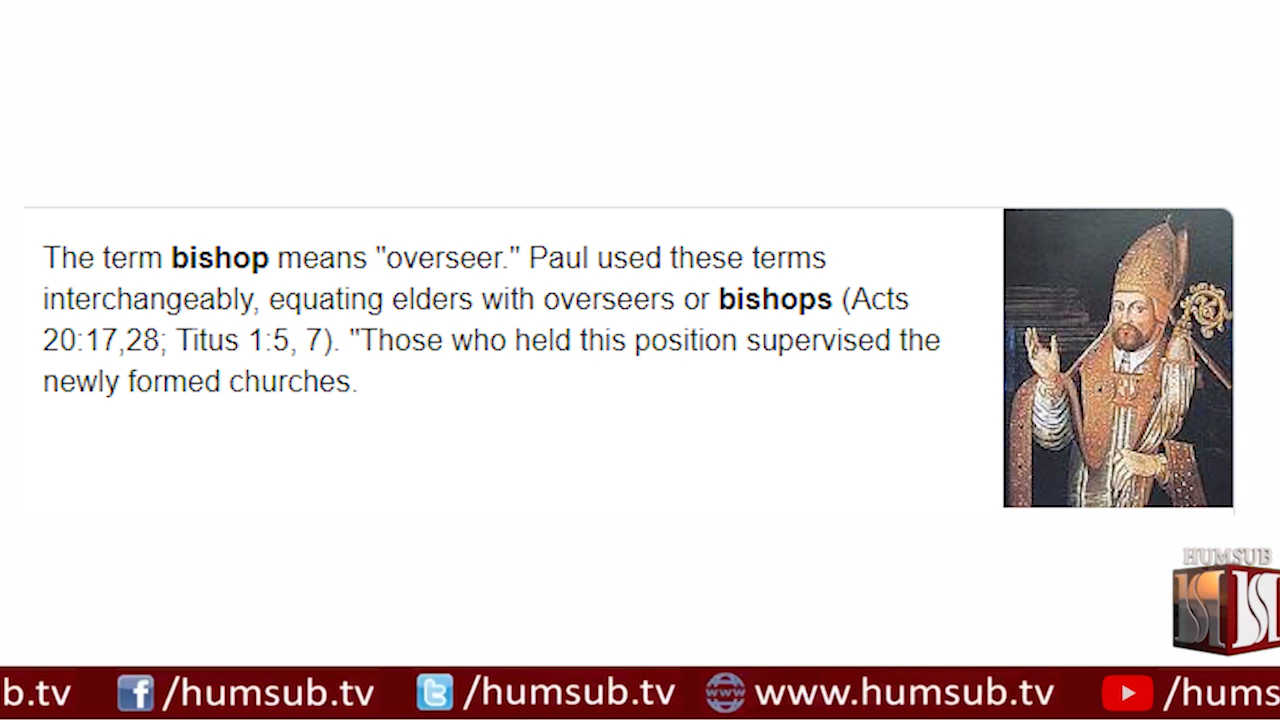 The term bishop means "overseer." Paul used these terms
interchangeably, equating elders with overseers or bishops (Acts
20:17,28; Titus 1:5, 7). "Those who held this position supervised the
newly formed churches.
HUMSUB
b.tv /humsub.tv /humsub.tv www.humsub.tv /hums